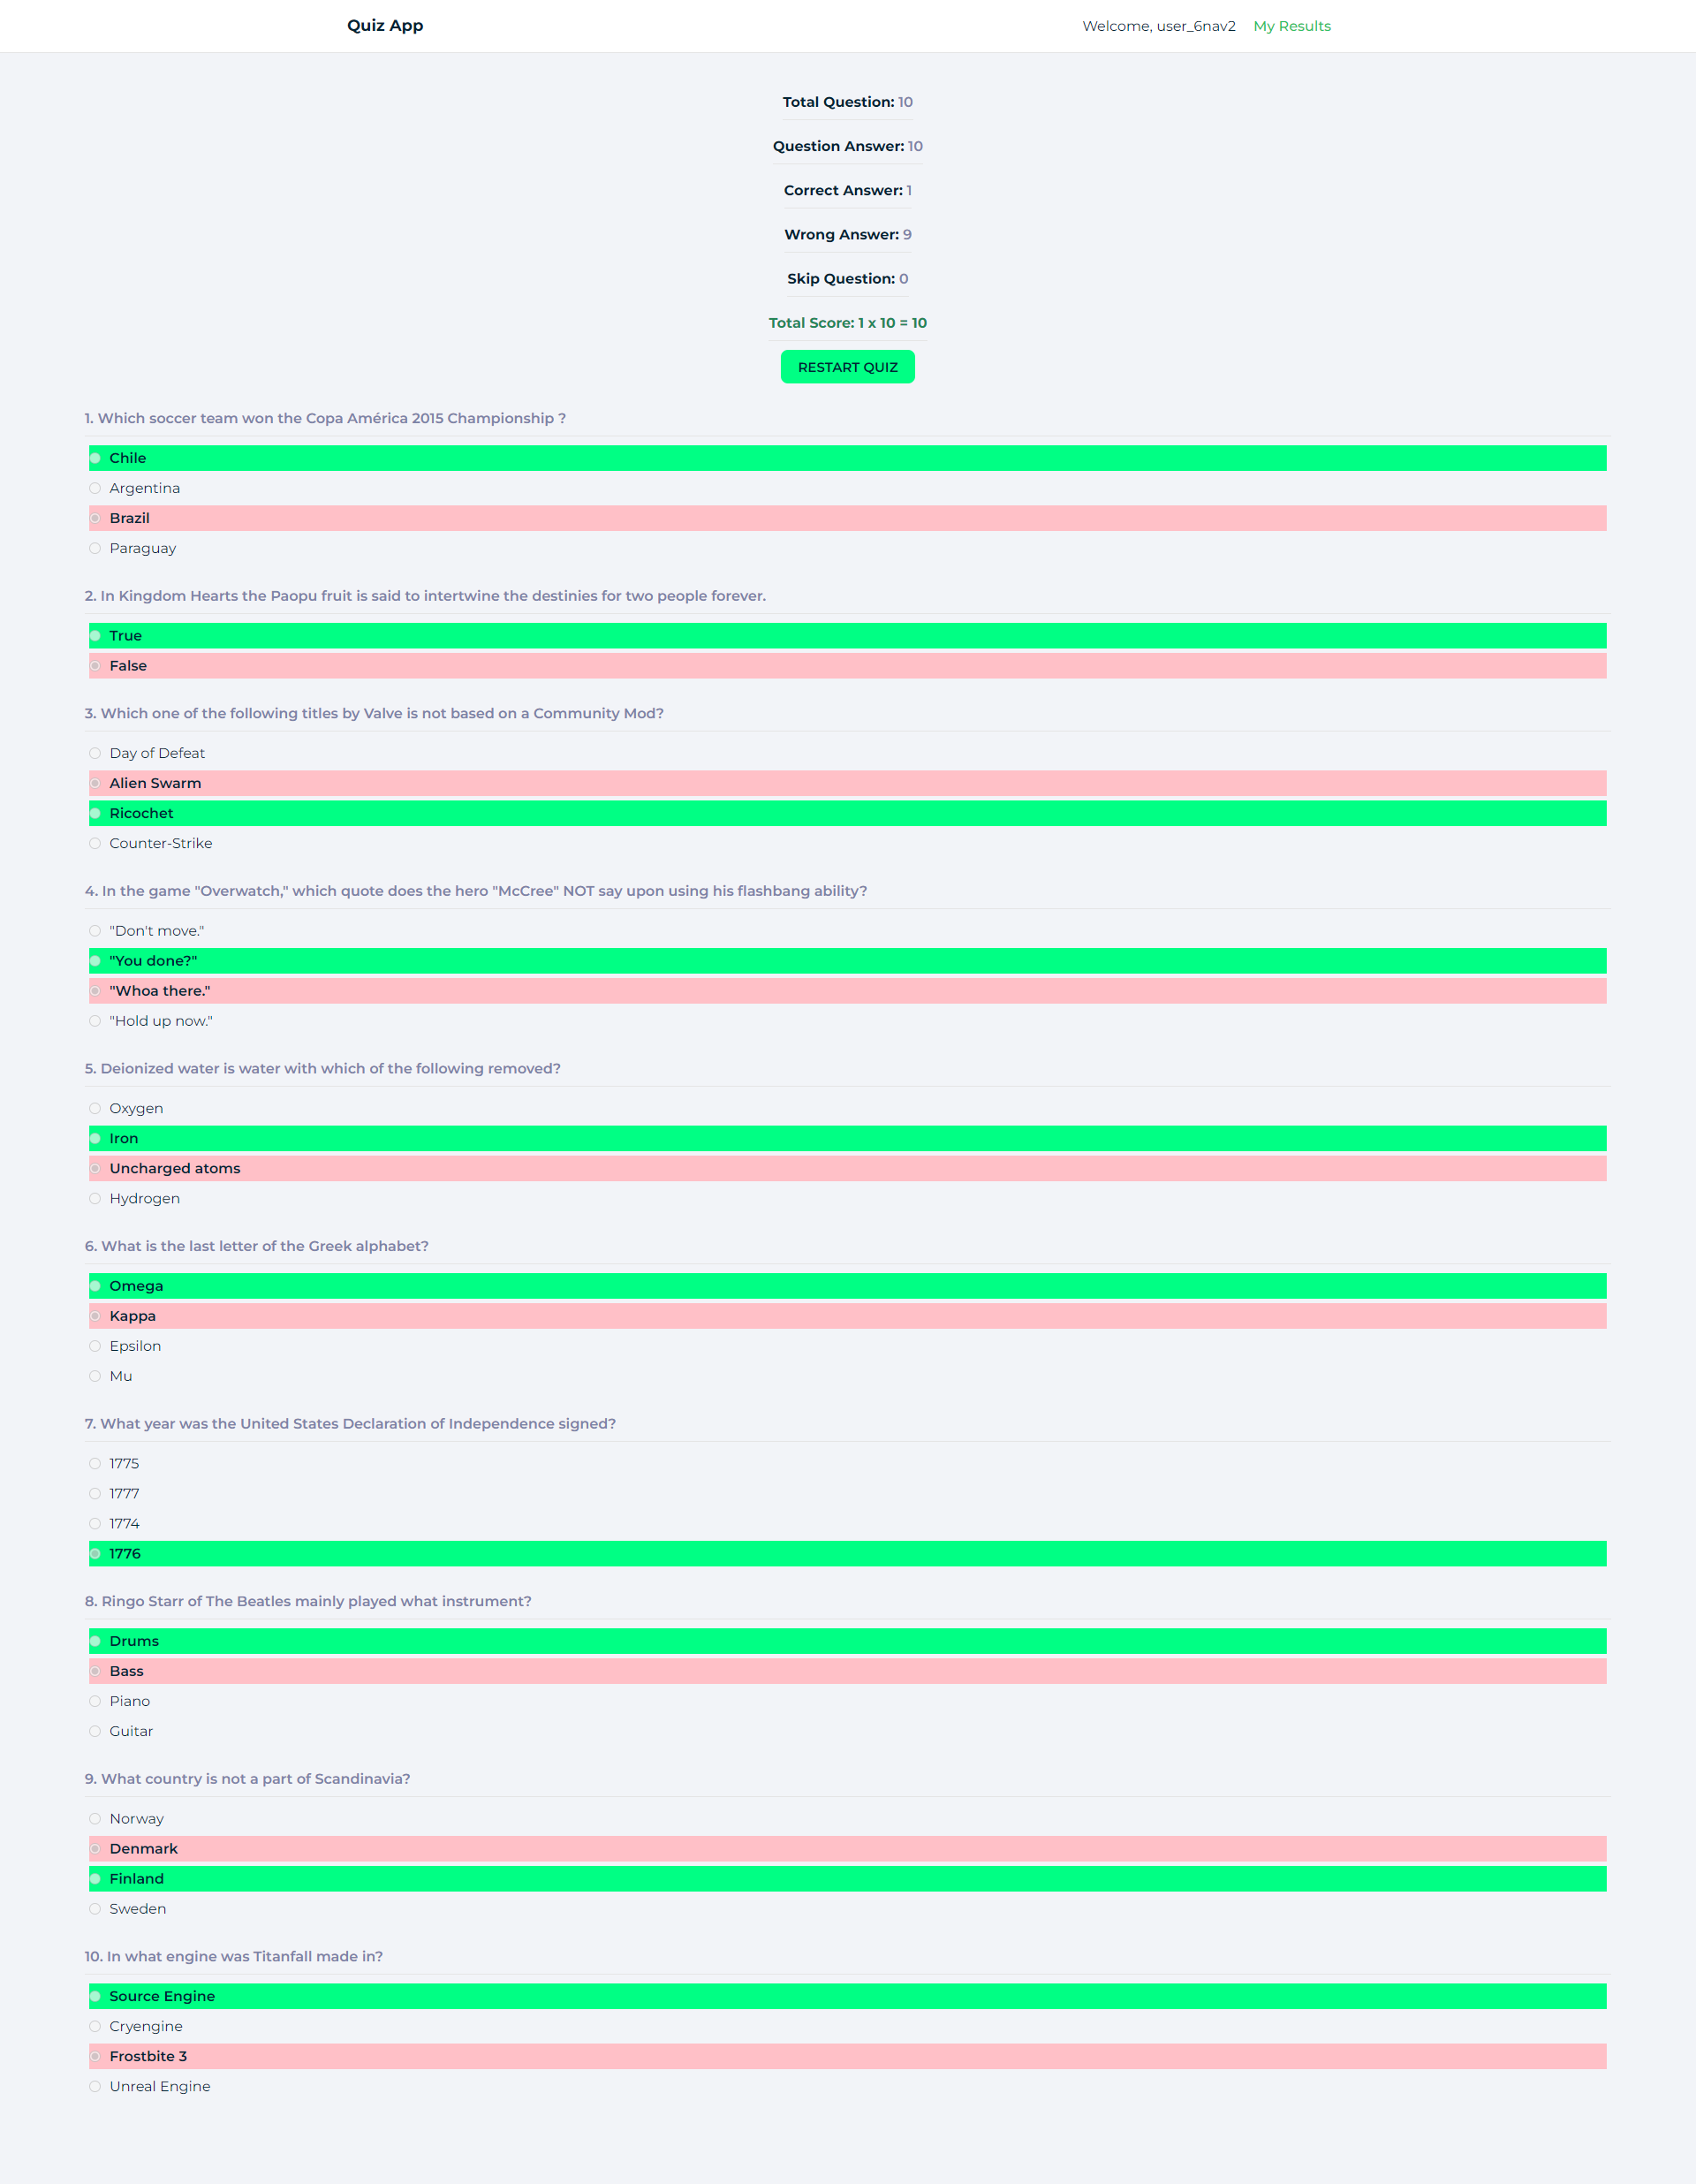 Quiz App
Welcome, user_6nav2 My Results
Total Question: 10
Question Answer: 10
Correct Answer: 1
Wrong Answer: 9
Skip Question: 0
Total Score: 1 x 10 = 10
RESTART QUIZ
1. Which soccer team won the Copa América 2015 Championship ?
Chile
Argentina
Brazil
Paraguay
2. In Kingdom Hearts the Paopu fruit is said to intertwine the destinies for two people forever.
True
False
3. Which one of the following titles by Valve is not based on a Community Mod?
Day of Defeat
Alien Swarm
Ricochet
Counter-Strike
4. In the game "Overwatch," which quote does the hero "McCree" NOT say upon using his flashbang ability?
"Don't move."
"You done?"
"Whoa there."
"Hold up now."
5. Deionized water is water with which of the following removed?
Oxygen
Iron
Uncharged atoms
Hydrogen
6. What is the last letter of the Greek alphabet?
Omega
Kappa
Epsilon
Mu
7. What year was the United States Declaration of Independence signed?
1775
1777
1774
1776
8. Ringo Starr of The Beatles mainly played what instrument?
Drums
Bass
Piano
Guitar
9. What country is not a part of Scandinavia?
Norway
Denmark
Finland
Sweden
10. In what engine was Titanfall made in?
Source Engine
Cryengine
Frostbite 3
Unreal Engine